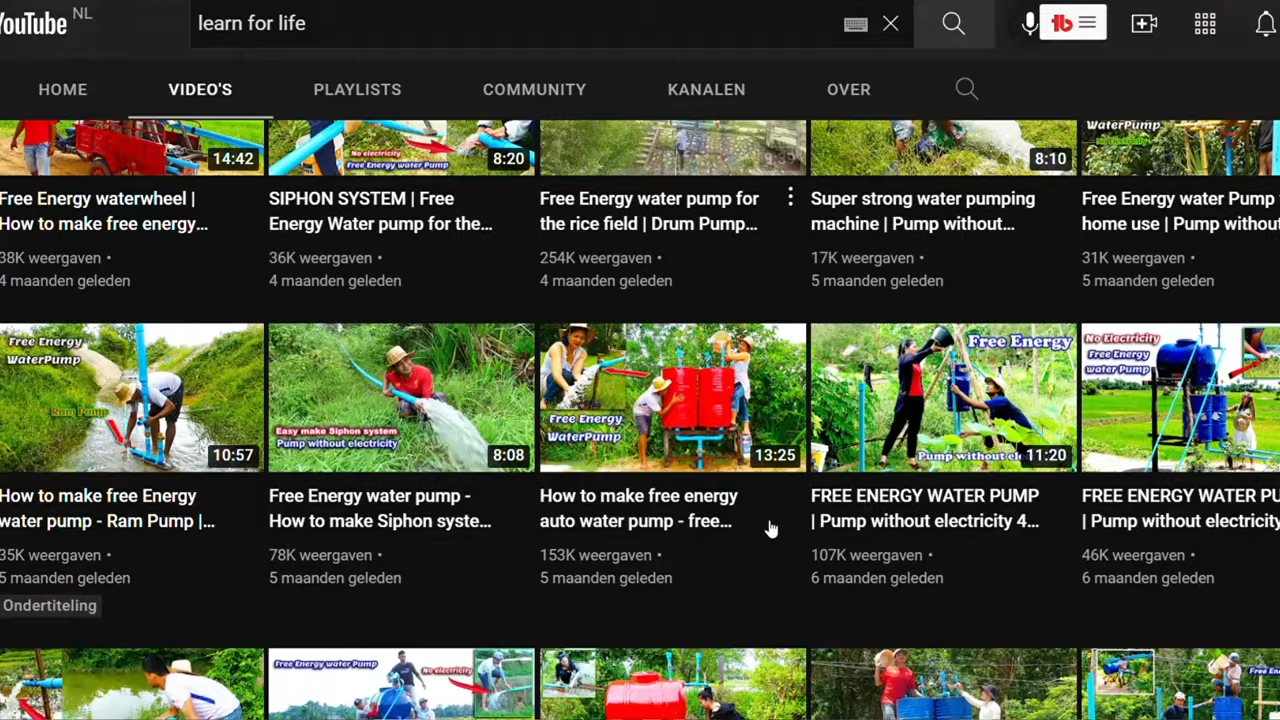 YouTube NL
learn for life
HOME VIDEO'S PLAYLISTS COMMUNITY KANALEN OVER
14:42
No electricity
Free Energy water Pump
8:20
8:10
WaterPump
Free Energy waterwheel |
How to make free energy...
38K weergaven •
4 maanden geleden
SIPHON SYSTEM | Free
Energy Water pump for the...
36K weergaven •
4 maanden geleden
Free Energy water pump for
the rice field | Drum Pump...
254K weergaven •
4 maanden geleden
Super strong water pumping
machine | Pump without...
17K weergaven •
5 maanden geleden
Free Energy water Pump
home use | Pump without
31K weergaven •
5 maanden geleden
Free Energy
WaterPump
Ram Pump
10:57
Easy make Siphon system
Pump without electricity
8:08
Free Energy
WaterPump
13:25
Free Energy
Pump without ele
11:20
No Electricity
Free Energy
water Pump
How to make free Energy
water pump - Ram Pump |...
35K weergaven •
5 maanden geleden
Ondertiteling
Free Energy water pump -
How to make Siphon syste...
78K weergaven •
5 maanden geleden
How to make free energy
auto water pump - free...
153K weergaven •
5 maanden geleden
FREE ENERGY WATER PUMP
| Pump without electricity 4...
107K weergaven •
6 maanden geleden
FREE ENERGY WATER PU
| Pump without electricity
46K weergaven •
6 maanden geleden
Free Energy water Pump
No electricity